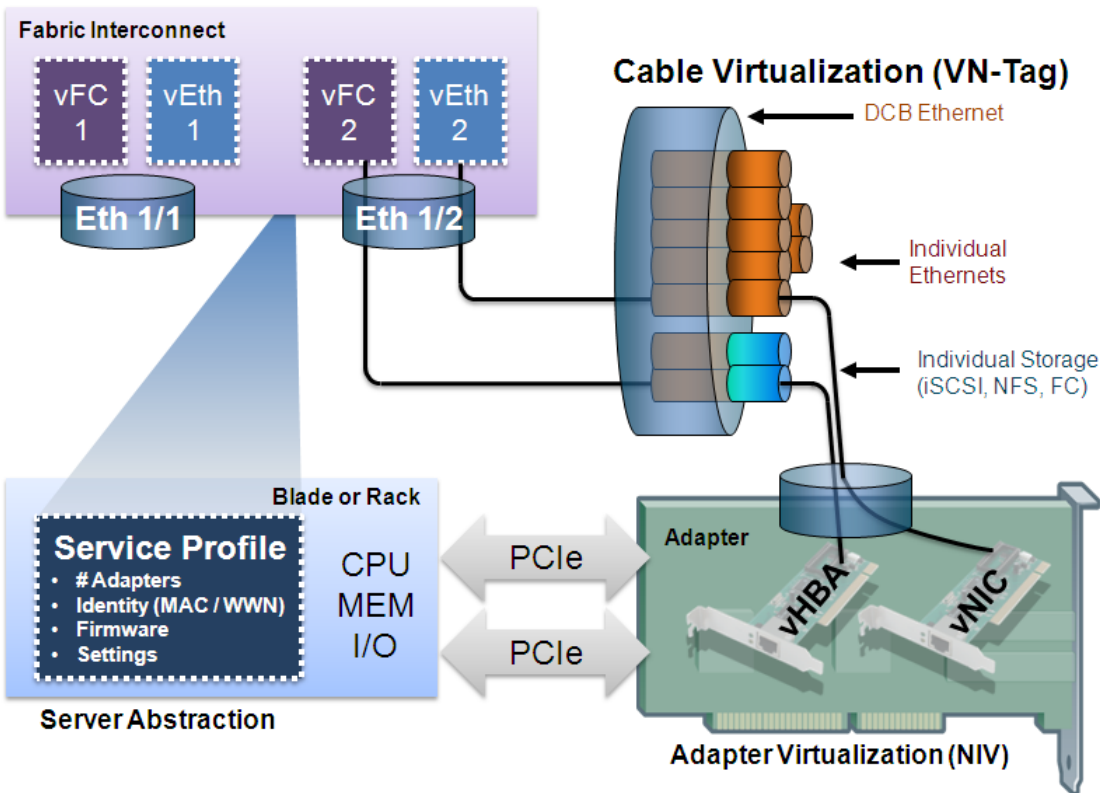 Fabric Interconnect
vFC
1
vEth
1
vFC
2
vEth
2
Eth 1/1
Eth 1/2
Cable Virtualization (VN-Tag)
DCB Ethernet
Individual
Ethernets
Individual Storage
(iSCSI, NFS, FC)
Blade or Rack
Service Profile
• # Adapters
• Identity (MAC / WWN)
• Firmware
• Settings
CPU
MEM
I/O
Server Abstraction
PCIe
PCIe
Adapter
vHBA
vNIC
Adapter Virtualization (NIV)